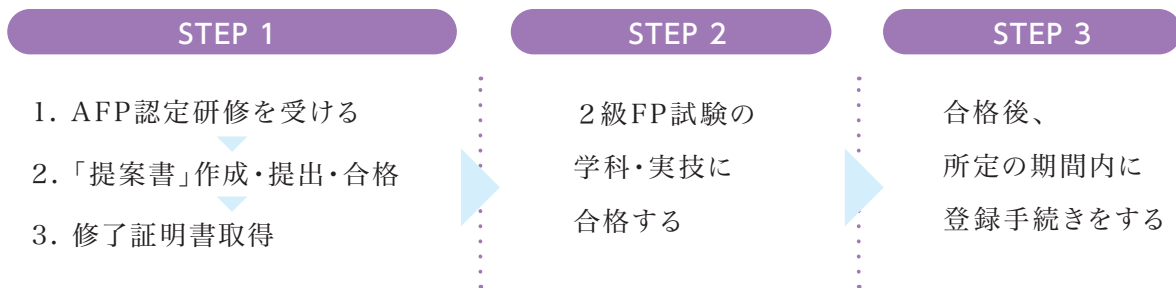 STEP 1
1. AFP認定研修を受ける
2.「提案書」作成・提出・合格
3. 修了証明書取得
STEP 2
２級FP試験の
学科・実技に
合格する
STEP 3
合格後、
所定の期間内に
登録手続きをする